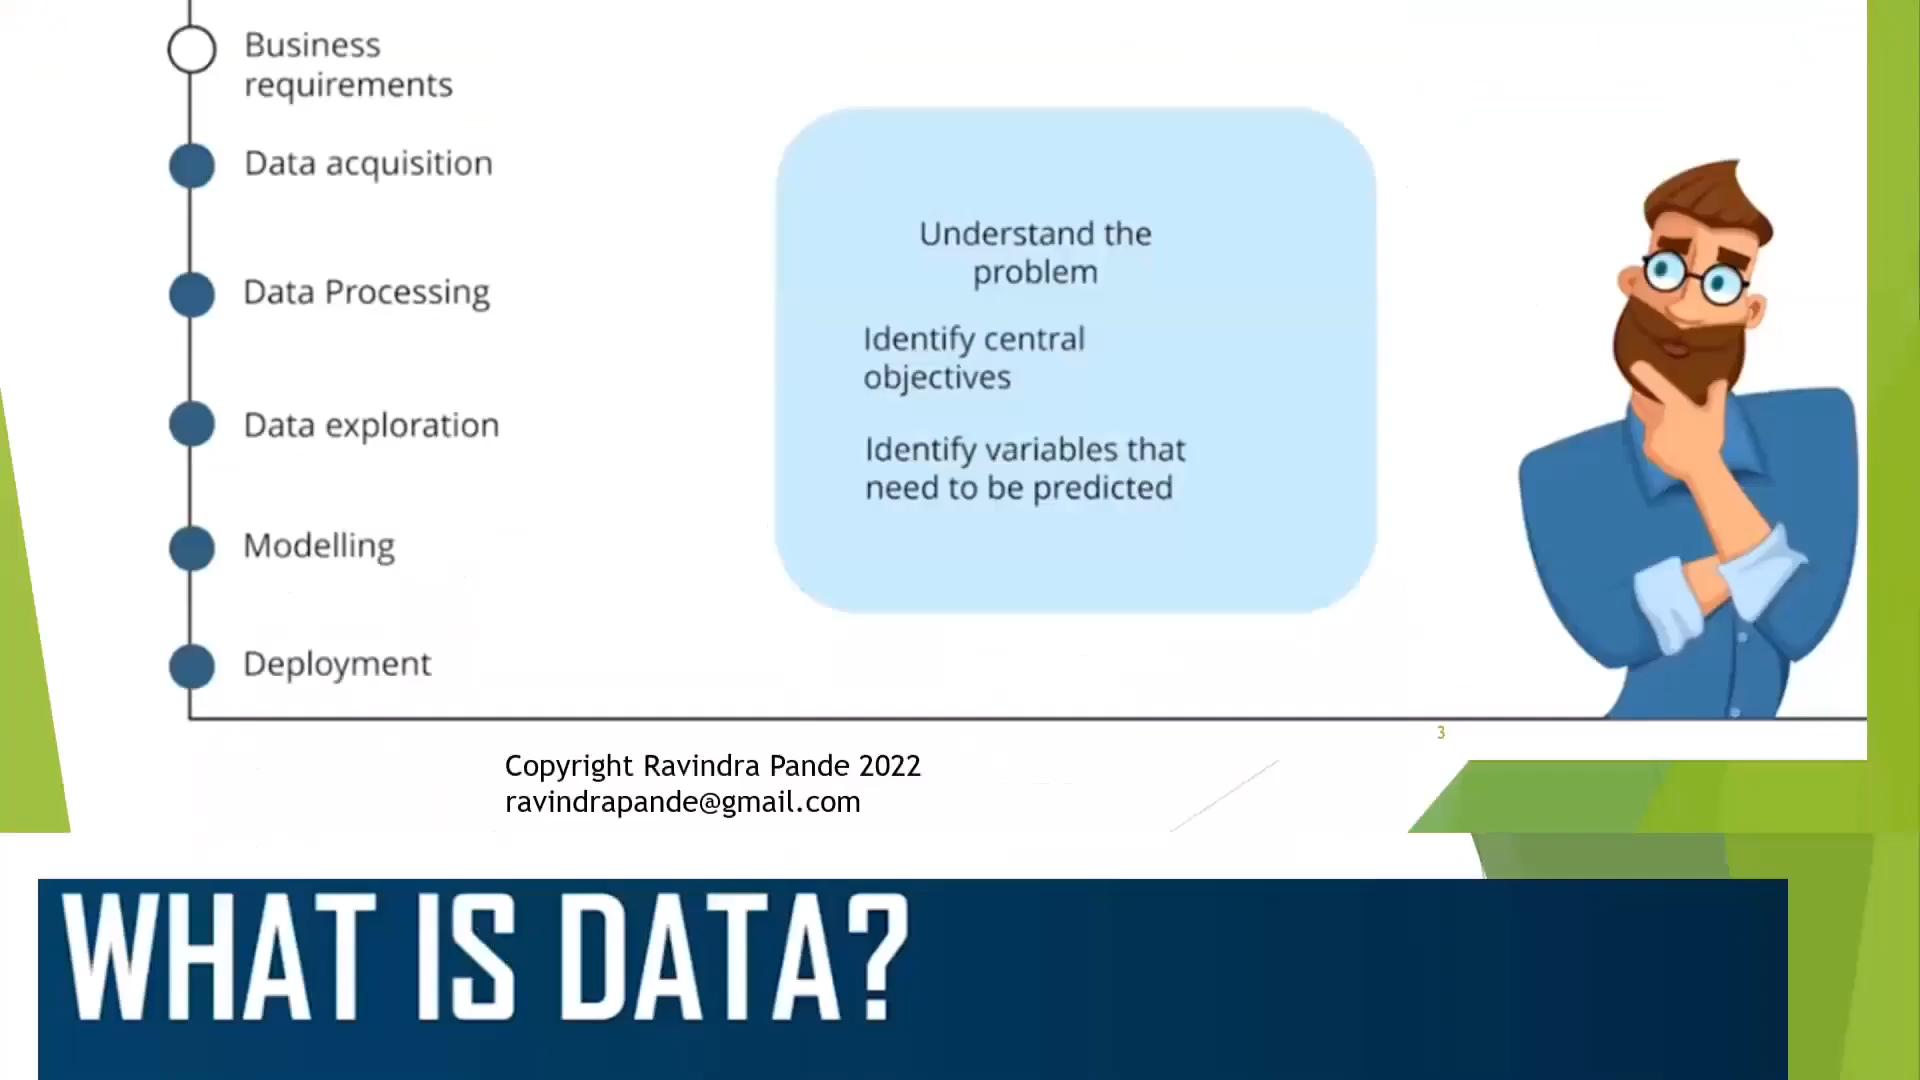 Business
requirements
Data acquisition
Data Processing
Data exploration
Modelling
Deployment
Understand the
problem
Identify central
objectives
Identify variables that
need to be predicted
3
Copyright Ravindra Pande 2022
ravindrapande@gmail.com
WHAT IS DATA?